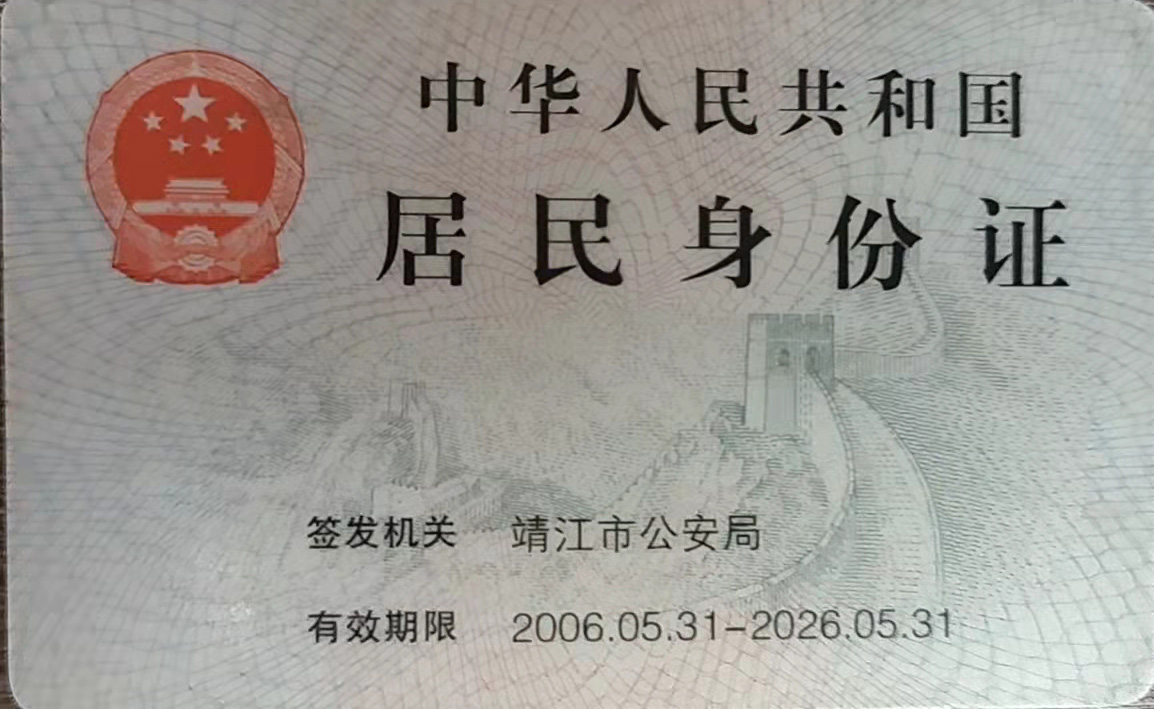 中华人民共和国
居民身份证
签发机关 靖江市公安局
有效期限 2006.05.31-2026.05.31